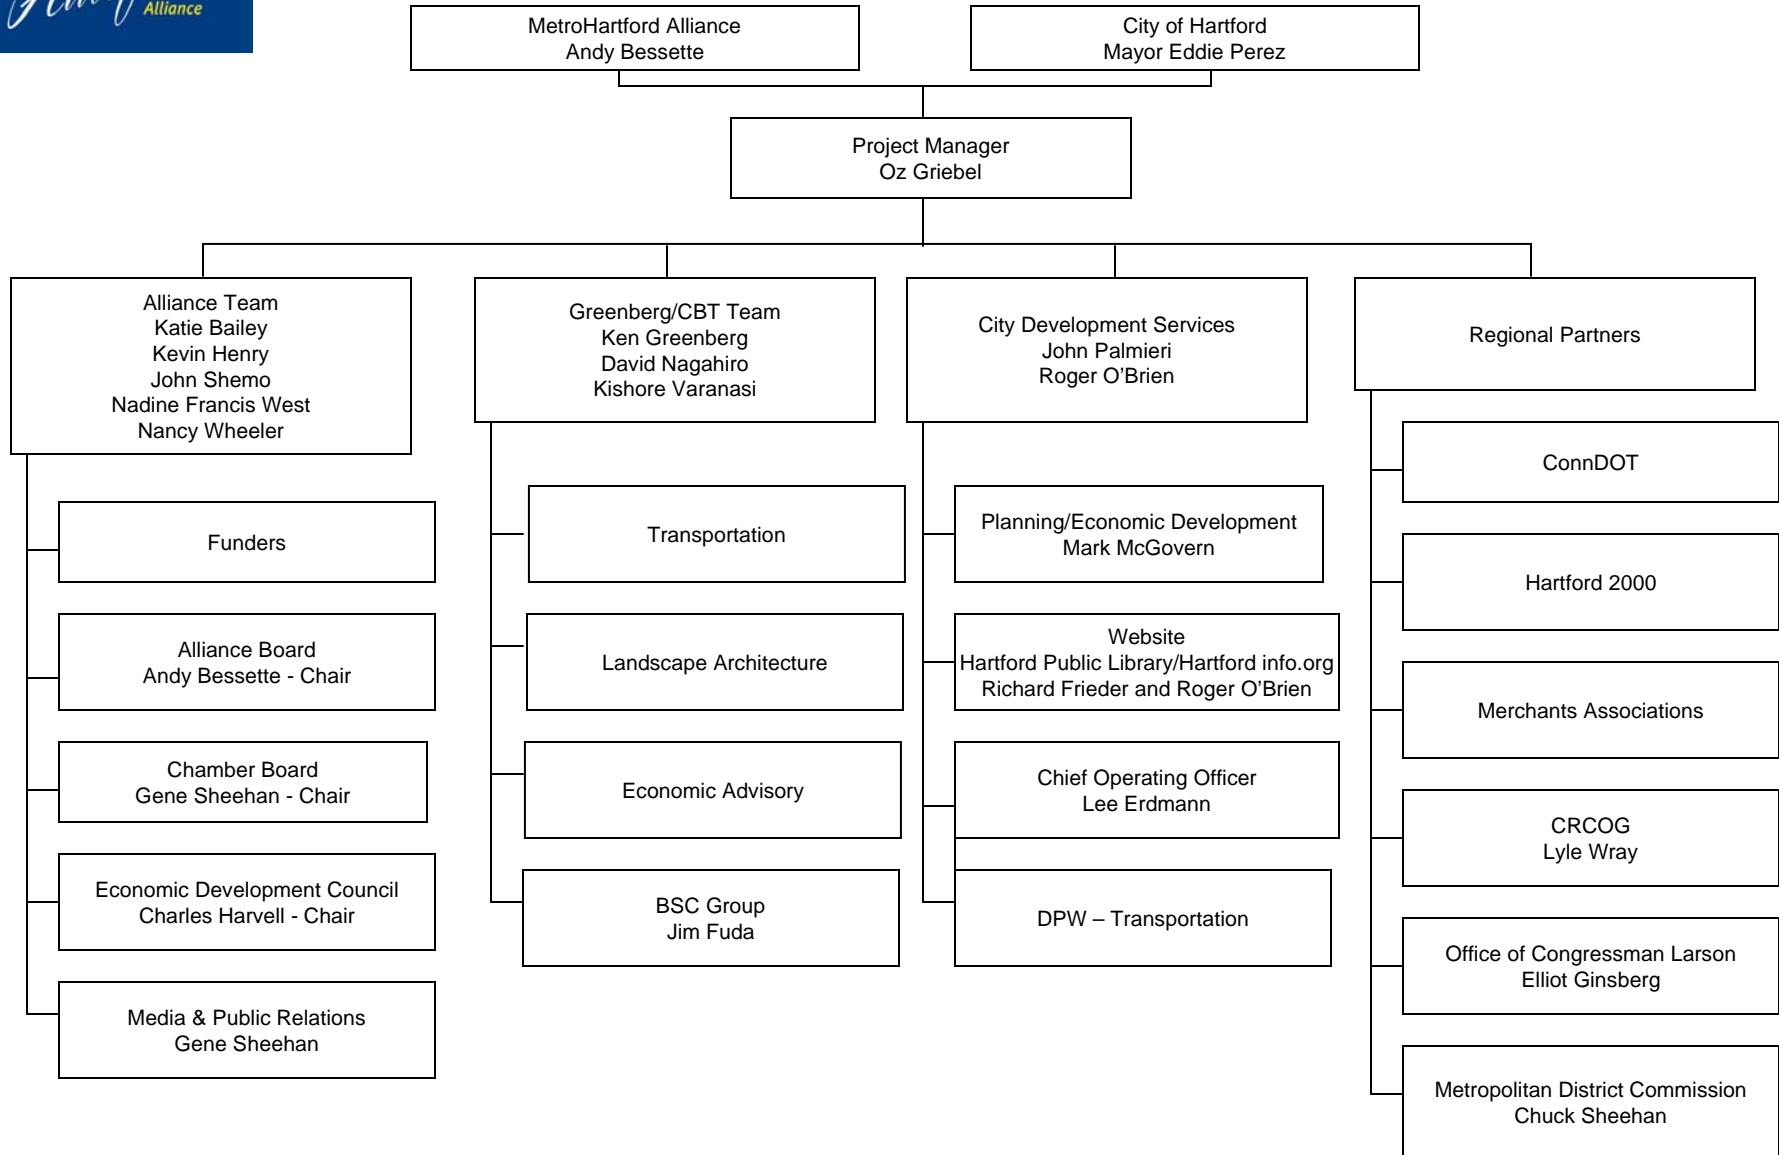 Alliance
MetroHartford Alliance
Andy Bessette
City of Hartford
Mayor Eddie Perez
Project Manager
Oz Griebel
Alliance Team
Katie Bailey
Kevin Henry
John Shemo
Nadine Francis West
Nancy Wheeler
Funders
Alliance Board
Andy Bessette - Chair
Chamber Board
Gene Sheehan - Chair
Economic Development Council
Charles Harvell - Chair
Media & Public Relations
Gene Sheehan
Greenberg/CBT Team
Ken Greenberg
David Nagahiro
Kishore Varanasi
Transportation
Landscape Architecture
Economic Advisory
BSC Group
Jim Fuda
City Development Services
John Palmieri
Roger O’Brien
Planning/Economic Development
Mark McGovern
Website
Hartford Public Library/Hartford info.org
Richard Frieder and Roger O’Brien
Chief Operating Officer
Lee Erdmann
DPW – Transportation
Regional Partners
ConnDOT
Hartford 2000
Merchants Associations
CRCOG
Lyle Wray
Office of Congressman Larson
Elliot Ginsberg
Metropolitan District Commission
Chuck Sheehan